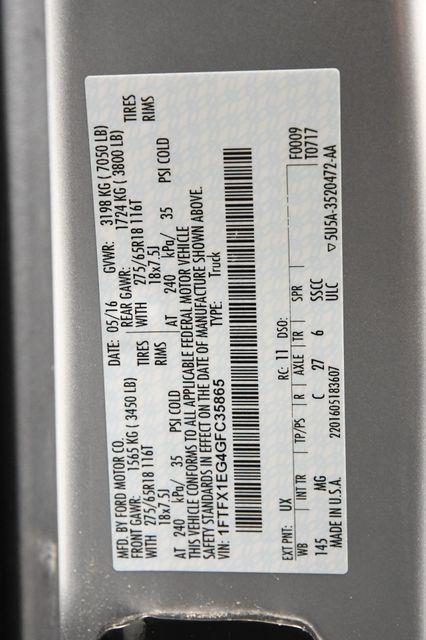 MFD. BY FORD MOTOR CO. DATE: 05/16 GVWR: 3198 KG ( 7050 LB)
FRONT GAWR: 1565 KG ( 3450 LB) REAR GAWR: 1724 KG ( 3800 LB)
WITH 275/65R18 116T TIRES WITH 275/65R18 116T TIRES
18x7.5J RIMS 18x7.5J RIMS
AT 240 kPa/ 35 PSI COLD AT 240 kPa/ 35 PSI COLD
THIS VEHICLE CONFORMS TO ALL APPLICABLE FEDERAL MOTOR VEHICLE
SAFETY STANDARDS IN EFFECT ON THE DATE OF MANUFACTURE SHOWN ABOVE.
VIN: 1FTFX1EG4GFC35865 TYPE: Truck
F0009
EXT PNT: UX RC: 11 DSO: T0717
WB INT TR TP/PS R AXLE TR SPR
145 MG C 27 6 SSCC
ULC ▽5U5A-3520472-AA
MADE IN U.S.A. 2201605183607